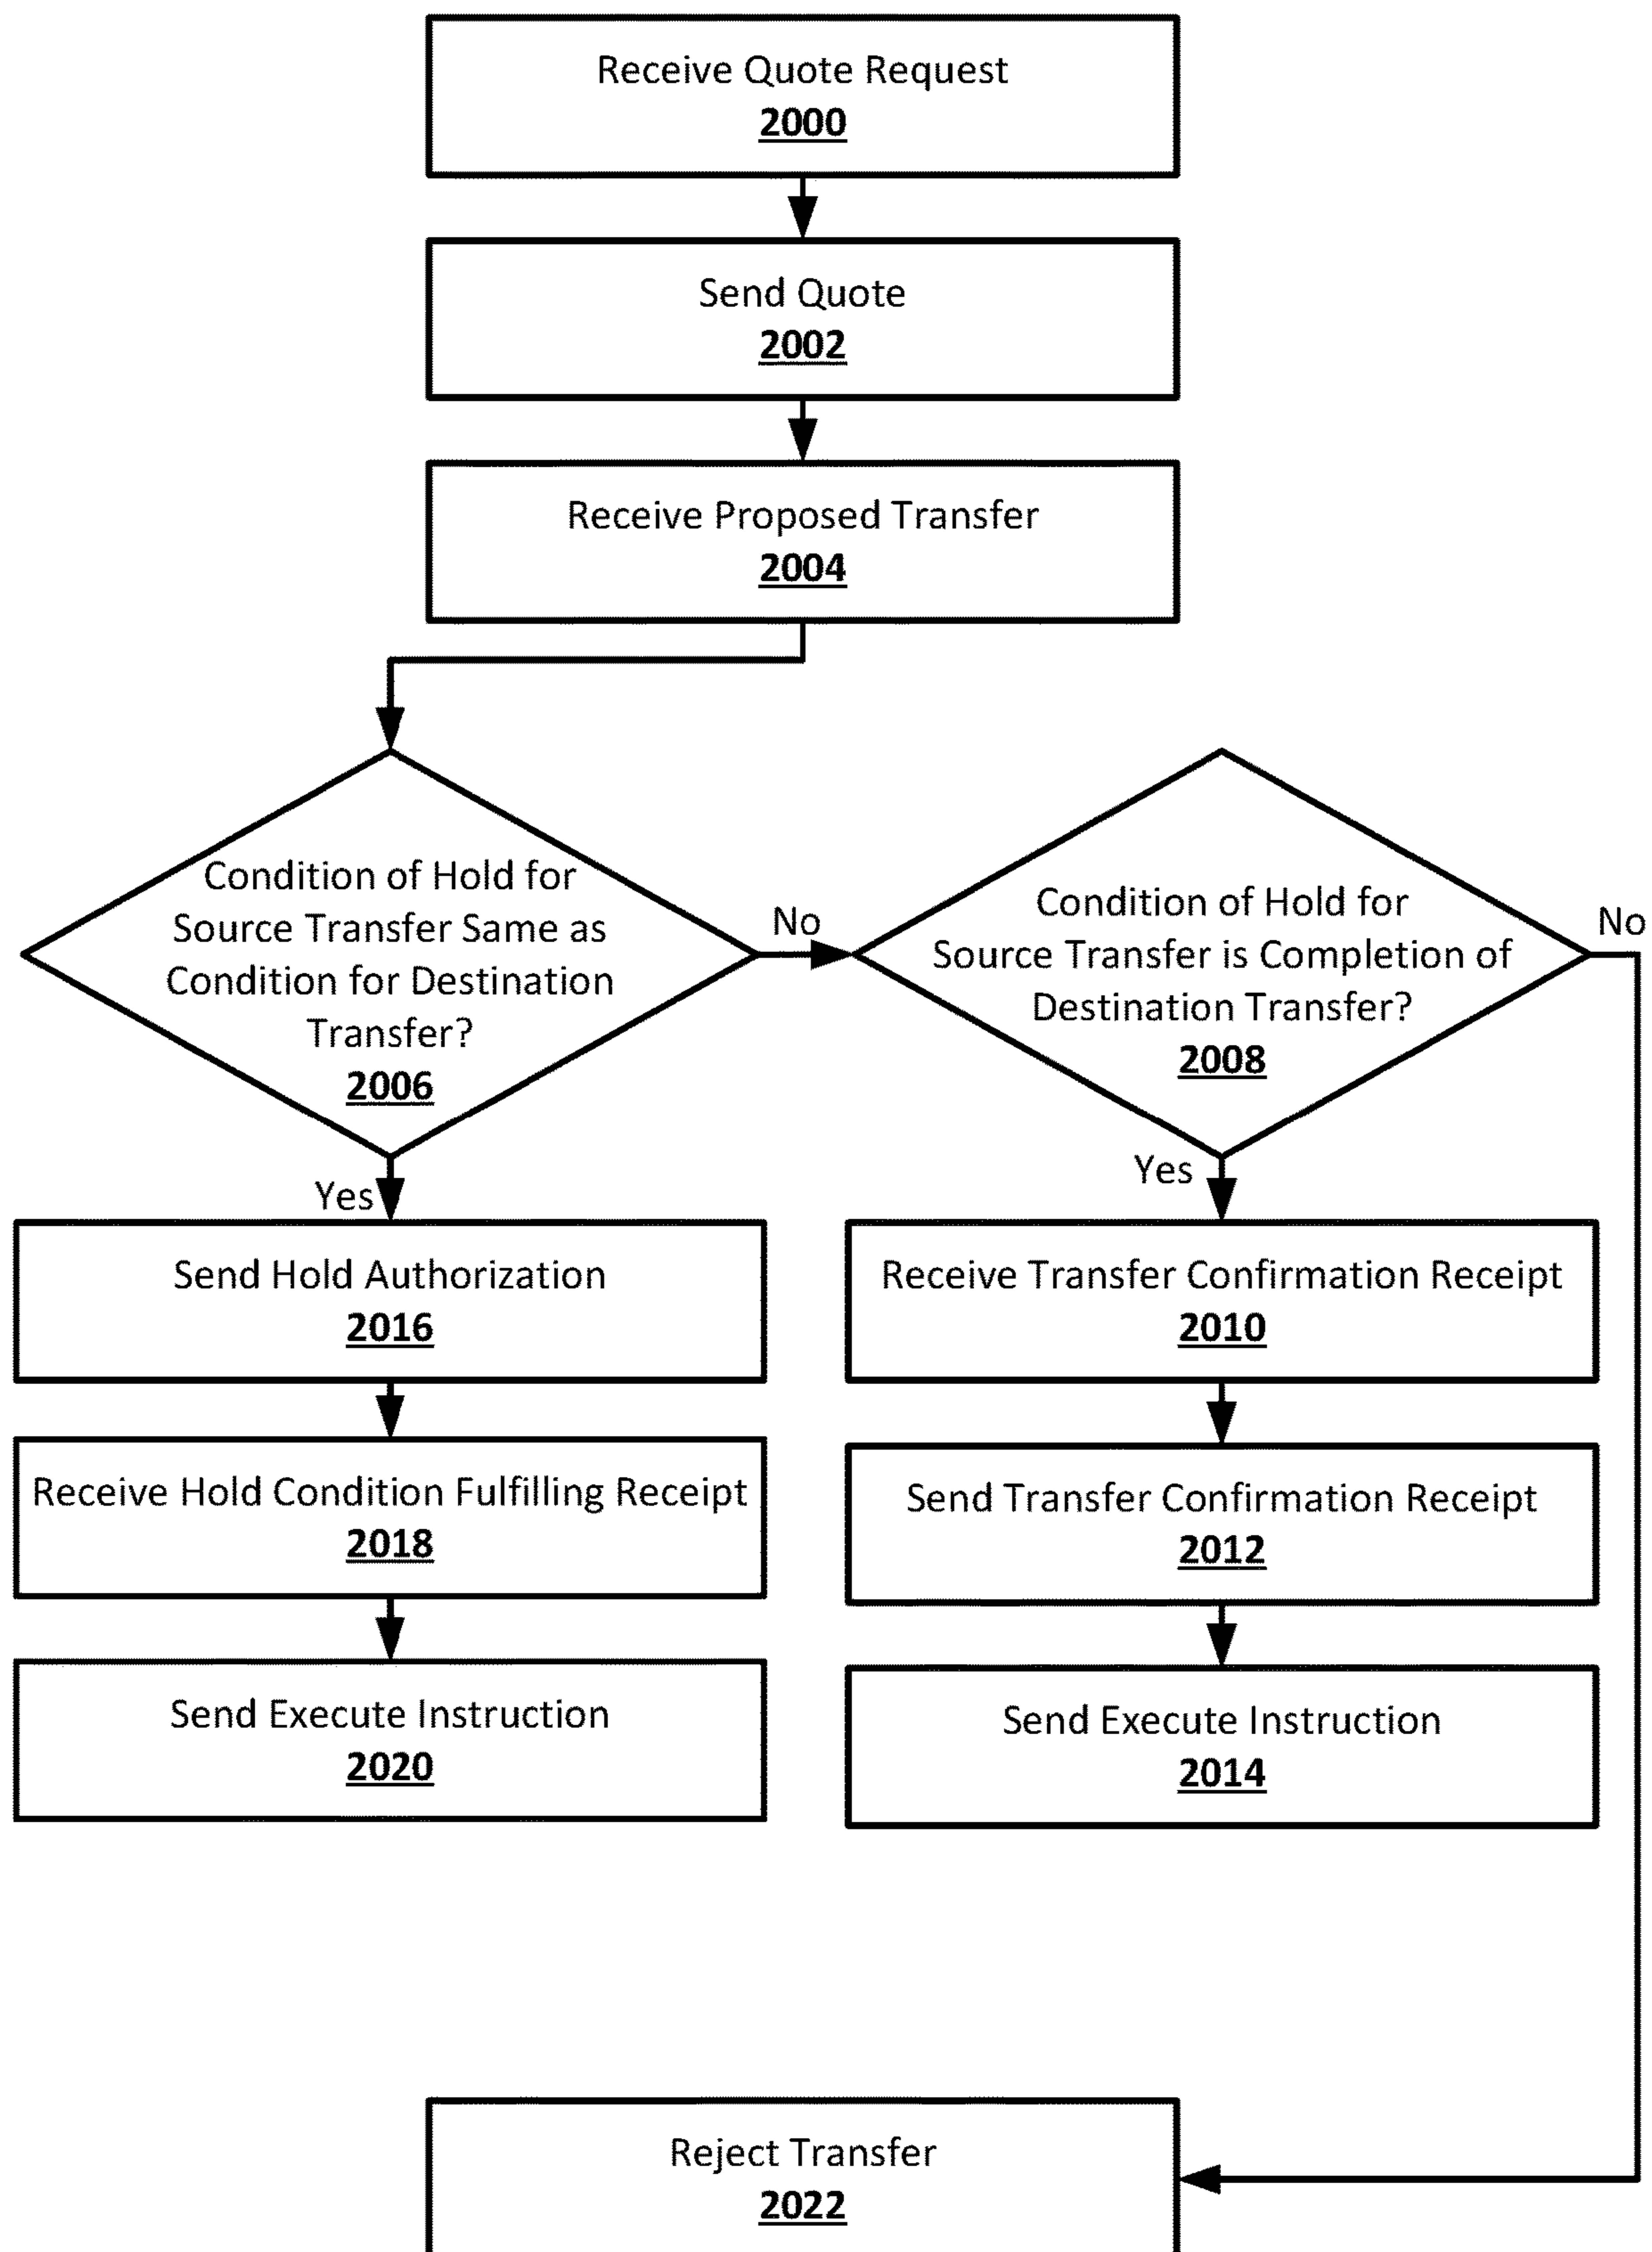 Receive Quote Request
2000
Send Quote
2002
Receive Proposed Transfer
2004
Condition of Hold for
Source Transfer Same as
Condition for Destination
Transfer?
2006
No
Condition of Hold for
Source Transfer is Completion of
Destination Transfer?
2008
No
Yes
Yes
Send Hold Authorization
2016
Receive Transfer Confirmation Receipt
2010
Receive Hold Condition Fulfilling Receipt
2018
Send Transfer Confirmation Receipt
2012
Send Execute Instruction
2020
Send Execute Instruction
2014
Reject Transfer
2022